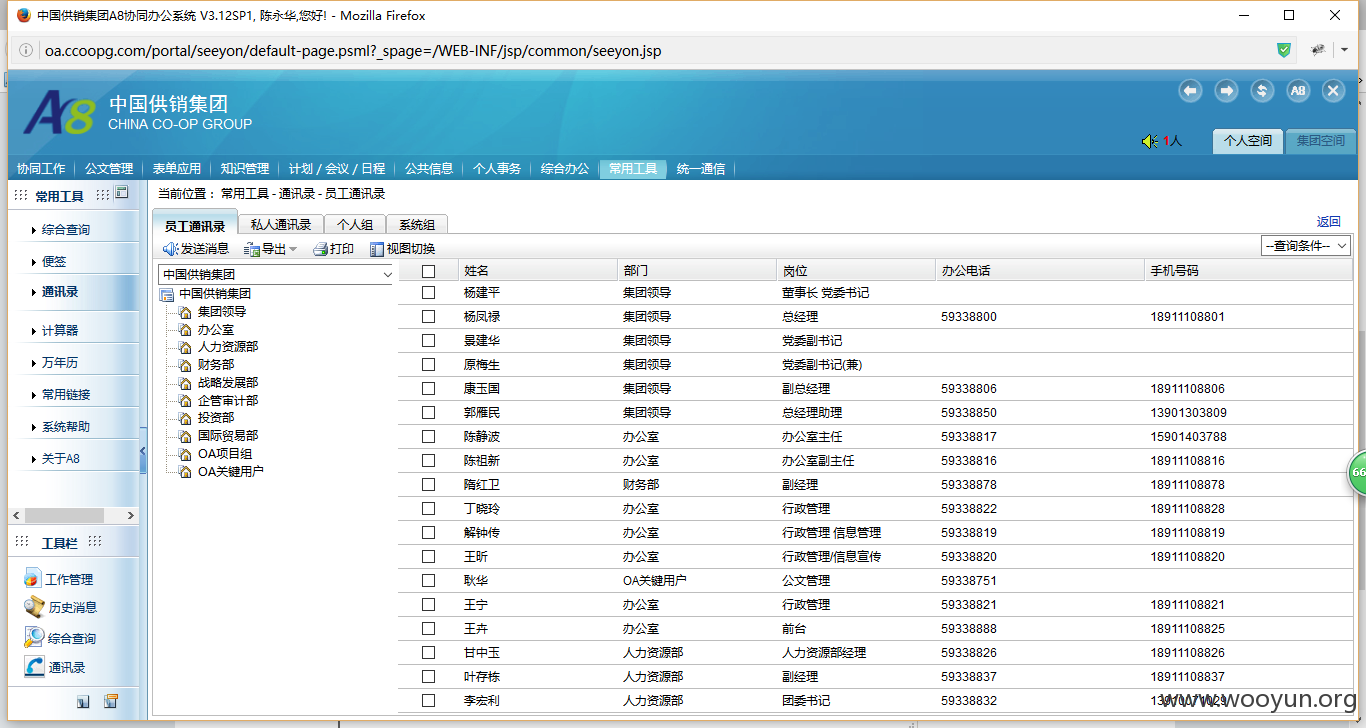 中国供销集团A8协同办公系统 V3.12SP1, 陈永华,您好! - Mozilla Firefox
oa.ccoopg.com/portal/seeyon/default-page.psml?_spage=/WEB-INF/jsp/common/seeyon.jsp
A8 中国供销集团
CHINA CO-OP GROUP
A8
1人 个人空间 集团空间
协同工作 公文管理 表单应用 知识管理 计划 / 会议 / 日程 公共信息 个人事务 综合办公 常用工具 统一通信
常用工具
综合查询
便签
通讯录
计算器
万年历
常用链接
系统帮助
关于A8
工具栏
工作管理
历史消息
综合查询
通讯录
当前位置： 常用工具 - 通讯录 - 员工通讯录
员工通讯录 私人通讯录 个人组 系统组
返回
发送消息 导出 打印 视图切换
--查询条件--
中国供销集团
中国供销集团
集团领导
办公室
人力资源部
财务部
战略发展部
企管审计部
投资部
国际贸易部
OA项目组
OA关键用户
姓名 部门 岗位 办公电话 手机号码
杨建平 集团领导 董事长 党委书记
杨凤禄 集团领导 总经理 59338800 18911108801
景建华 集团领导 党委副书记
原梅生 集团领导 党委副书记(兼)
康玉国 集团领导 副总经理 59338806 18911108806
郭雁民 集团领导 总经理助理 59338850 13901303809
陈静波 办公室 办公室主任 59338817 15901403788
陈祖新 办公室 办公室副主任 59338816 18911108816
隋红卫 财务部 副经理 59338878 18911108878
丁晓玲 办公室 行政管理 59338822 18911108828
解钟传 办公室 行政管理 信息管理 59338819 18911108819
王昕 办公室 行政管理/信息宣传 59338820 18911108820
耿华 OA关键用户 公文管理 59338751
王宁 办公室 行政管理 59338821 18911108821
王卉 办公室 前台 59338888 18911108825
甘中玉 人力资源部 人力资源部经理 59338826 18911108826
叶存栋 人力资源部 副经理 59338837 18911108837
李宏利 人力资源部 团委书记 59338832
66
www.wooyun.org